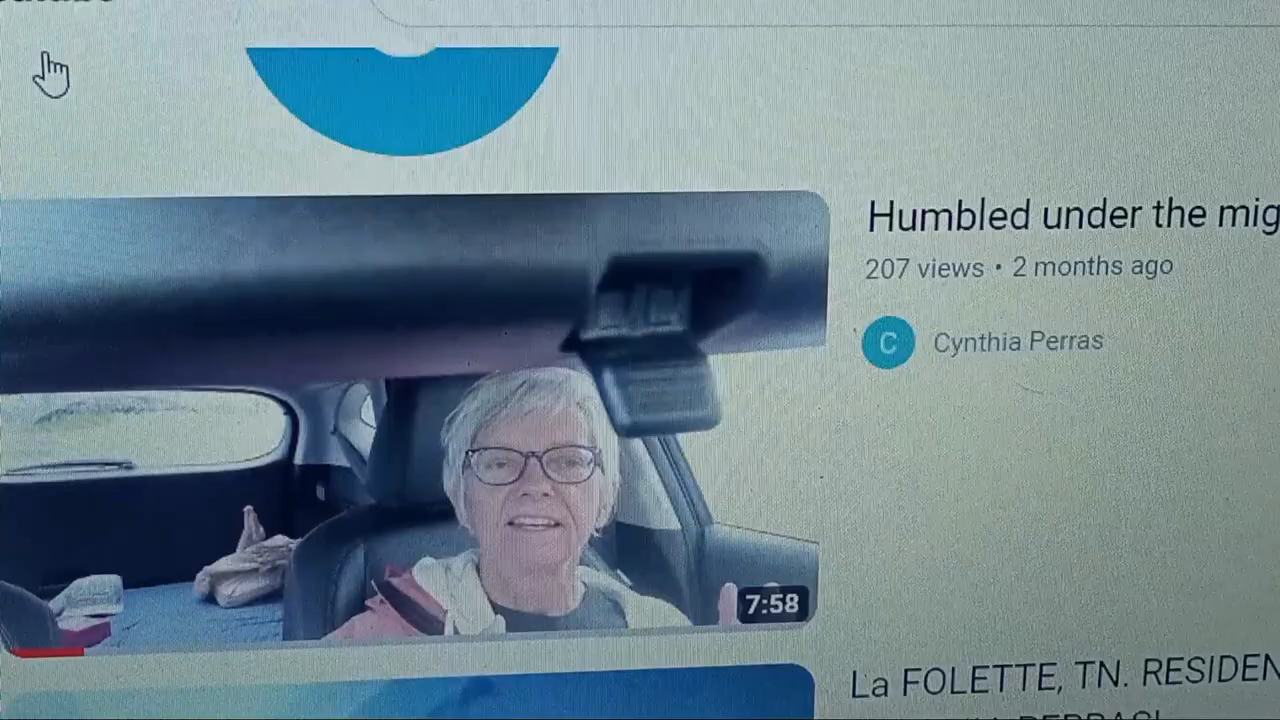 Humbled under the mig
207 views • 2 months ago
C
Cynthia Perras
7:58
La FOLETTE, TN. RESIDEN